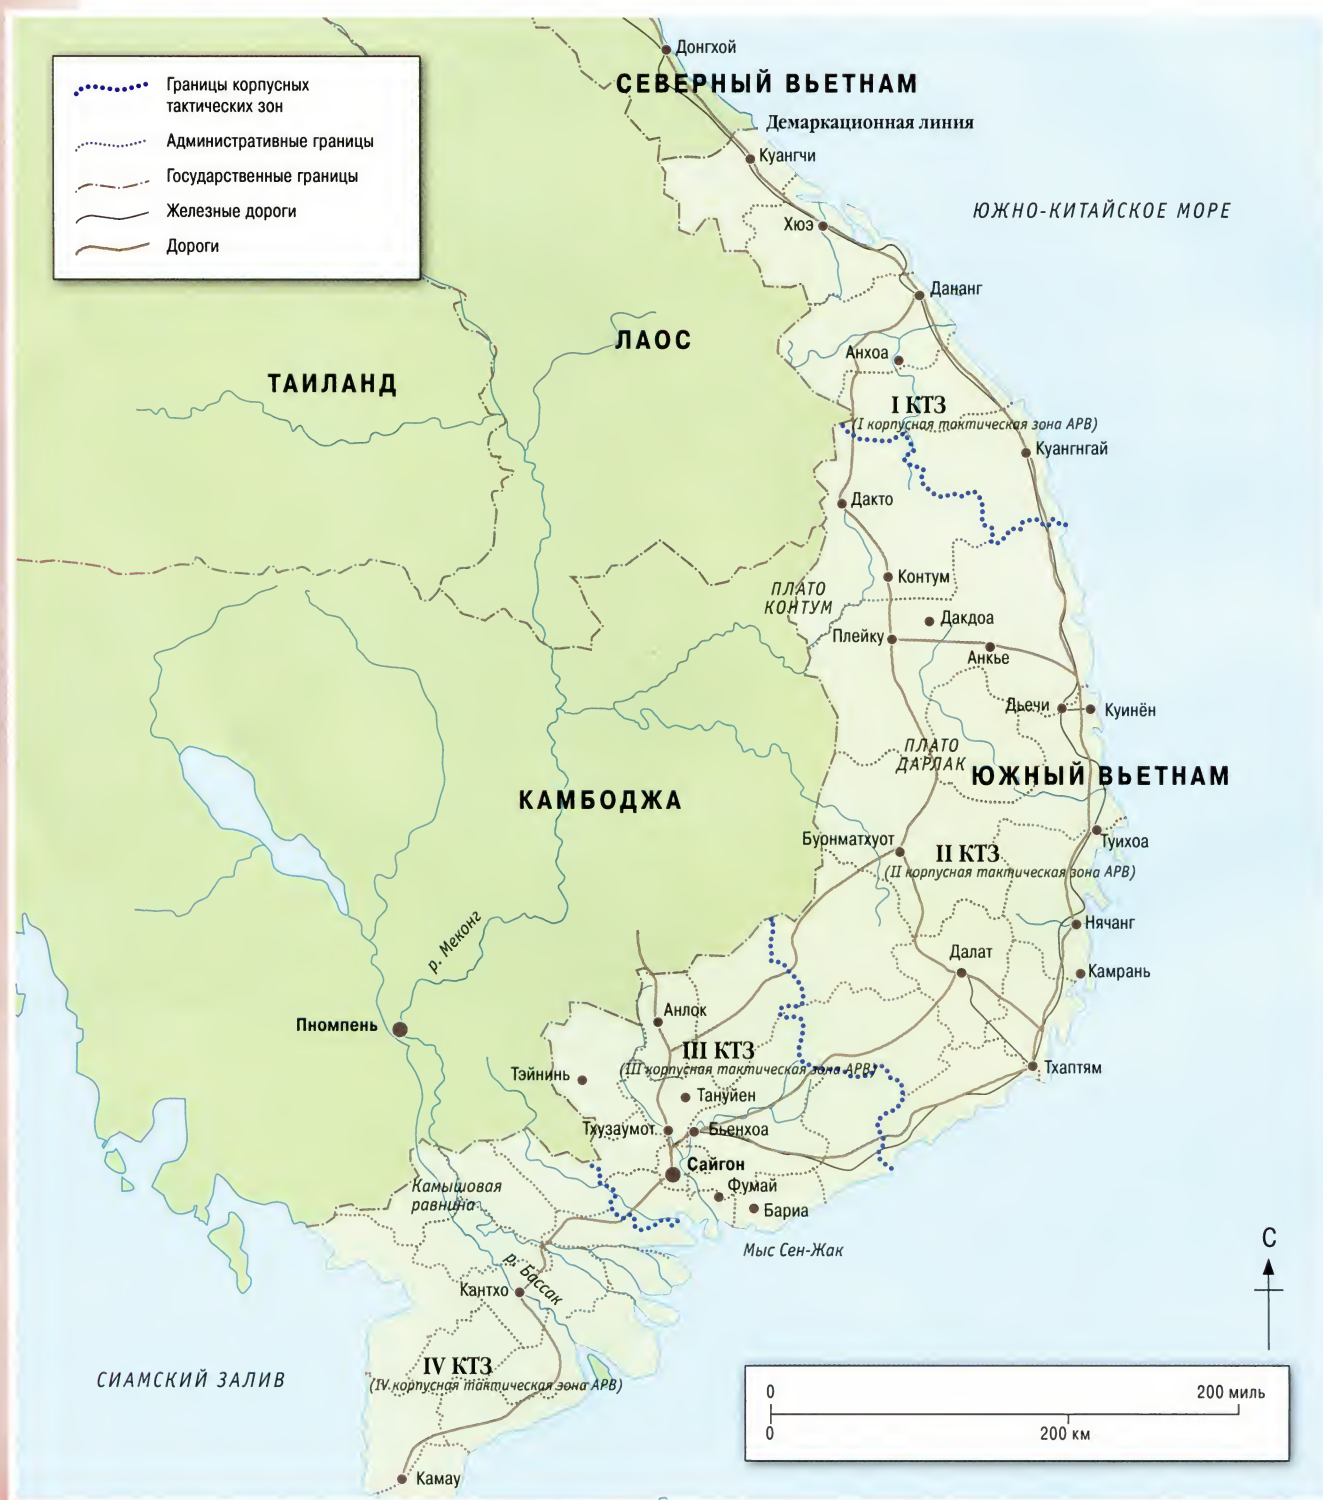 Границы корпусных
тактических зон
Административные границы
Государственные границы
Железные дороги
Дороги
Донгхой
СЕВЕРНЫЙ ВЬЕТНАМ
Демаркационная линия
Куангчи
ЮЖНО-КИТАЙСКОЕ МОРЕ
Хюэ
Дананг
ЛАОС
Анхоа
ТАИЛАНД
I КТЗ
(I корпусная тактическая зона АРВ)
Куангнгай
Дакто
Контум
ПЛАТО
КОНТУМ
Дакдоа
Плейку
Анкье
Дьечи
Куинён
ПЛАТО
ДАРЛАК
ЮЖНЫЙ ВЬЕТНАМ
КАМБОДЖА
Буонматхуот
Туихоа
II КТЗ
(II корпусная тактическая зона АРВ)
Нячанг
р. Меконг
Далат
Камрань
Анлок
Пномпень
III КТЗ
(III корпусная тактическая зона АРВ)
Тэйнинь
Тхаптям
Тануйен
Тхузаумот
Бьенхоа
Сайгон
Камышовая
равнина
Фумай
Бариа
Мыс Сен-Жак
С
р. Бассак
Кантхо
IV КТЗ
(IV корпусная тактическая зона АРВ)
СИАМСКИЙ ЗАЛИВ
0
200 миль
0
200 км
Камау